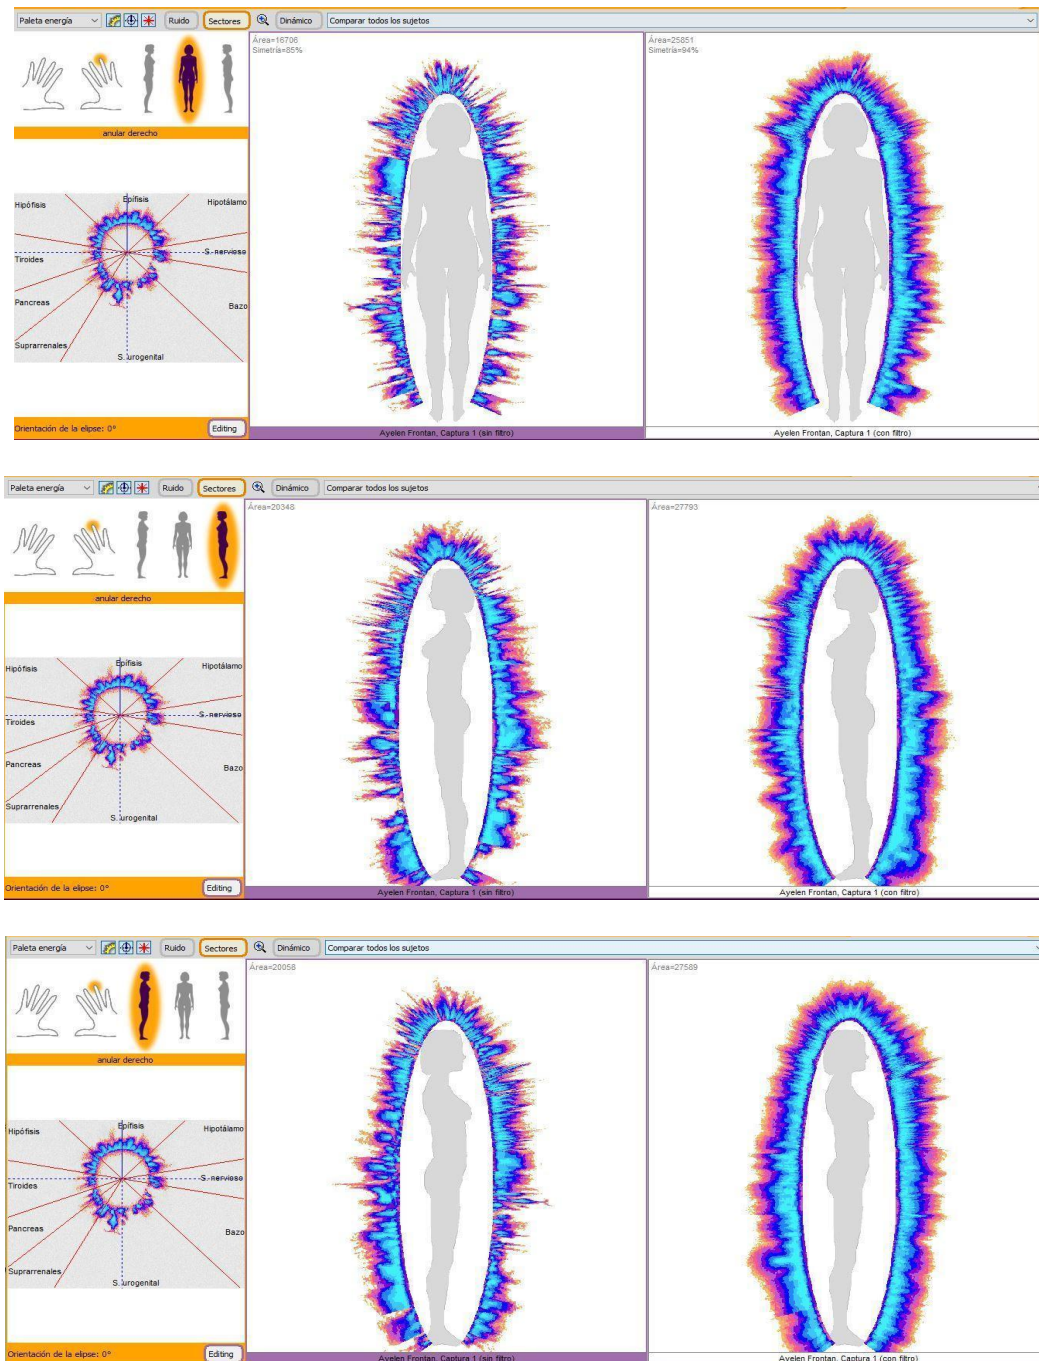 Paleta energía Ruido Sectores Dinámico Comparar todos los sujetos
Área=16706
Simetría=85%
Área=25851
Simetría=94%
anular derecho
Hipófisis Epífisis Hipotálamo
Tiroides S. nervioso
Pancreas Bazo
Suprarrenales
S. urogenital
Orientación de la elipse: 0° Editing
Ayelen Frontan, Captura 1 (sin filtro) Ayelen Frontan, Captura 1 (con filtro)
Paleta energía Ruido Sectores Dinámico Comparar todos los sujetos
Área=20348 Área=27793
anular derecho
Hipófisis Epífisis Hipotálamo
Tiroides S. nervioso
Pancreas Bazo
Suprarrenales
S. urogenital
Orientación de la elipse: 0° Editing
Ayelen Frontan, Captura 1 (sin filtro) Ayelen Frontan, Captura 1 (con filtro)
Paleta energía Ruido Sectores Dinámico Comparar todos los sujetos
Área=20058 Área=27589
anular derecho
Hipófisis Epífisis Hipotálamo
Tiroides S. nervioso
Pancreas Bazo
Suprarrenales
S. urogenital
Orientación de la elipse: 0° Editing
Ayelen Frontan, Captura 1 (sin filtro) Ayelen Frontan, Captura 1 (con filtro)